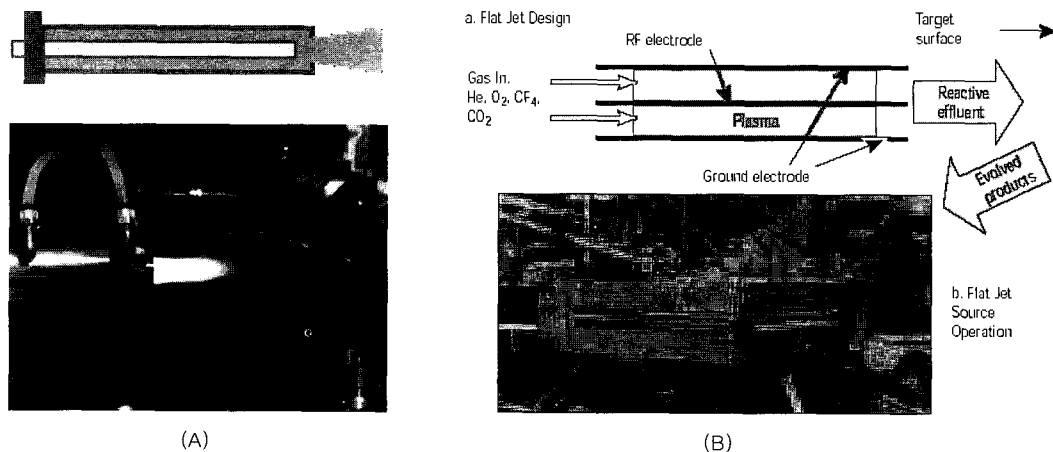 a. Flat Jet Design
RF electrode
Target
surface
Gas In.
He, O₂, CF₄,
CO₂
Plasma
Reactive
effluent
Ground electrode
Evolved
products
b. Flat Jet
Source
Operation
(A)
(B)